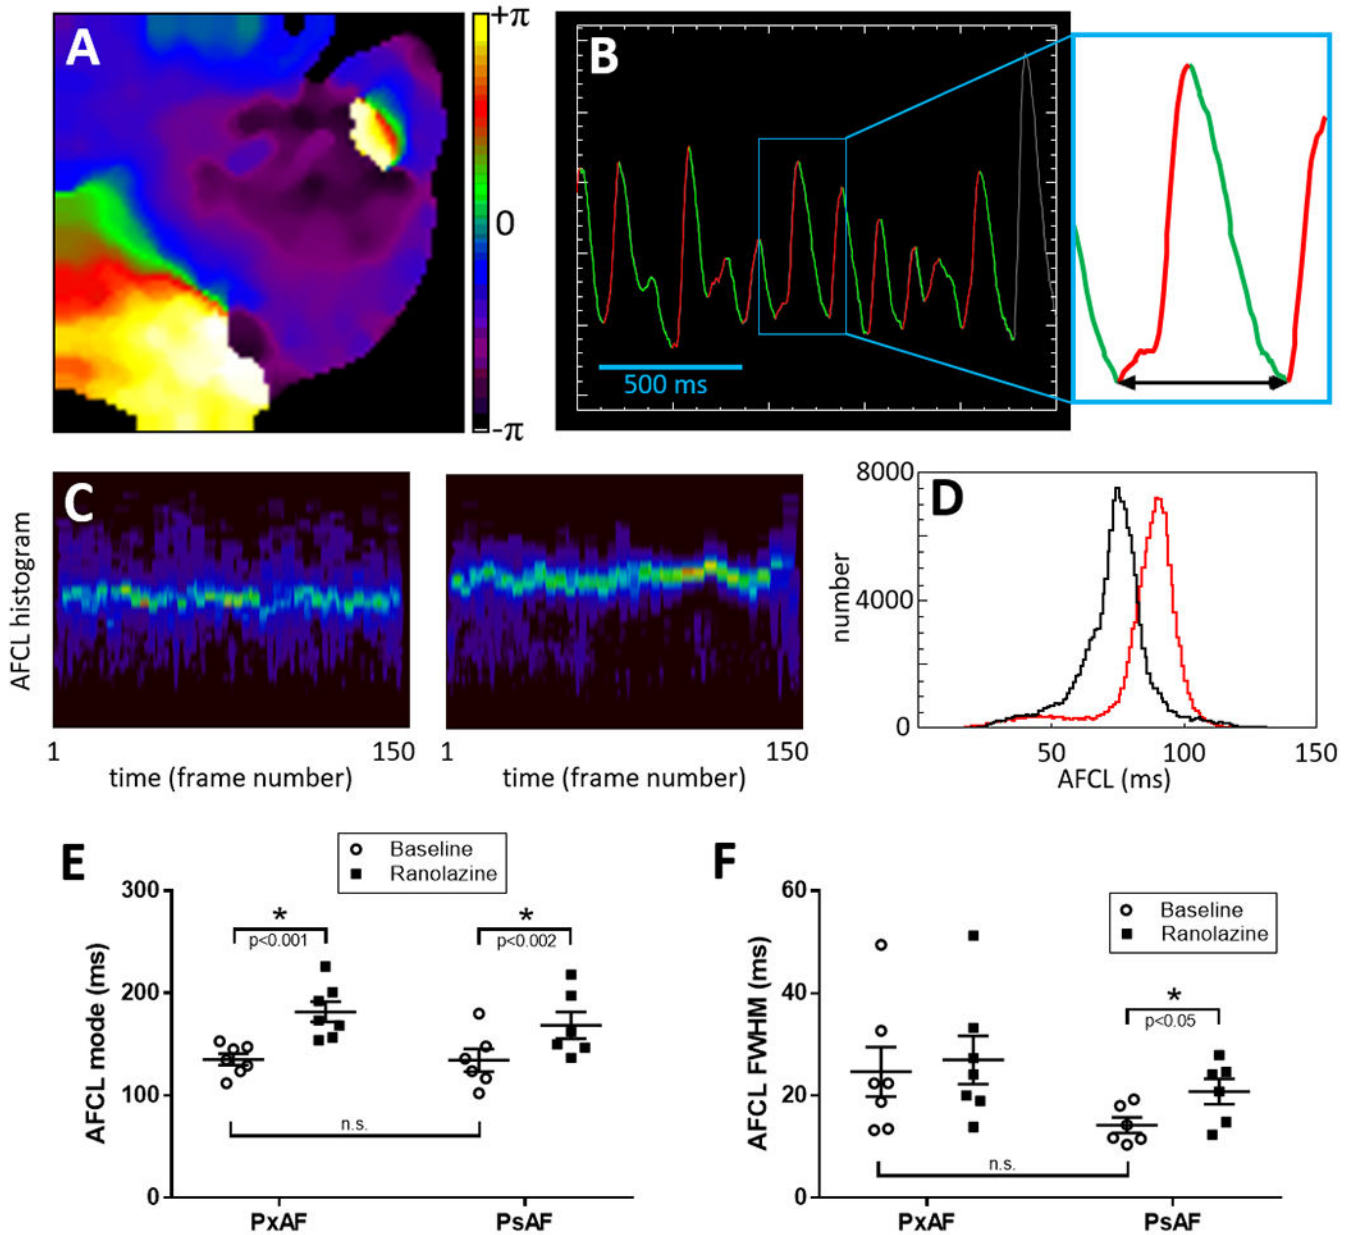 A
+π
0
-π
B
500 ms
C
AFCL histogram
1
150
time (frame number)
1
150
time (frame number)
D
8000
4000
0
number
50
100
150
AFCL (ms)
E
Baseline
Ranolazine
300
200
100
0
AFCL mode (ms)
*
p<0.001
*
p<0.002
n.s.
PxAF
PsAF
F
Baseline
Ranolazine
60
40
20
0
AFCL FWHM (ms)
*
p<0.05
n.s.
PxAF
PsAF